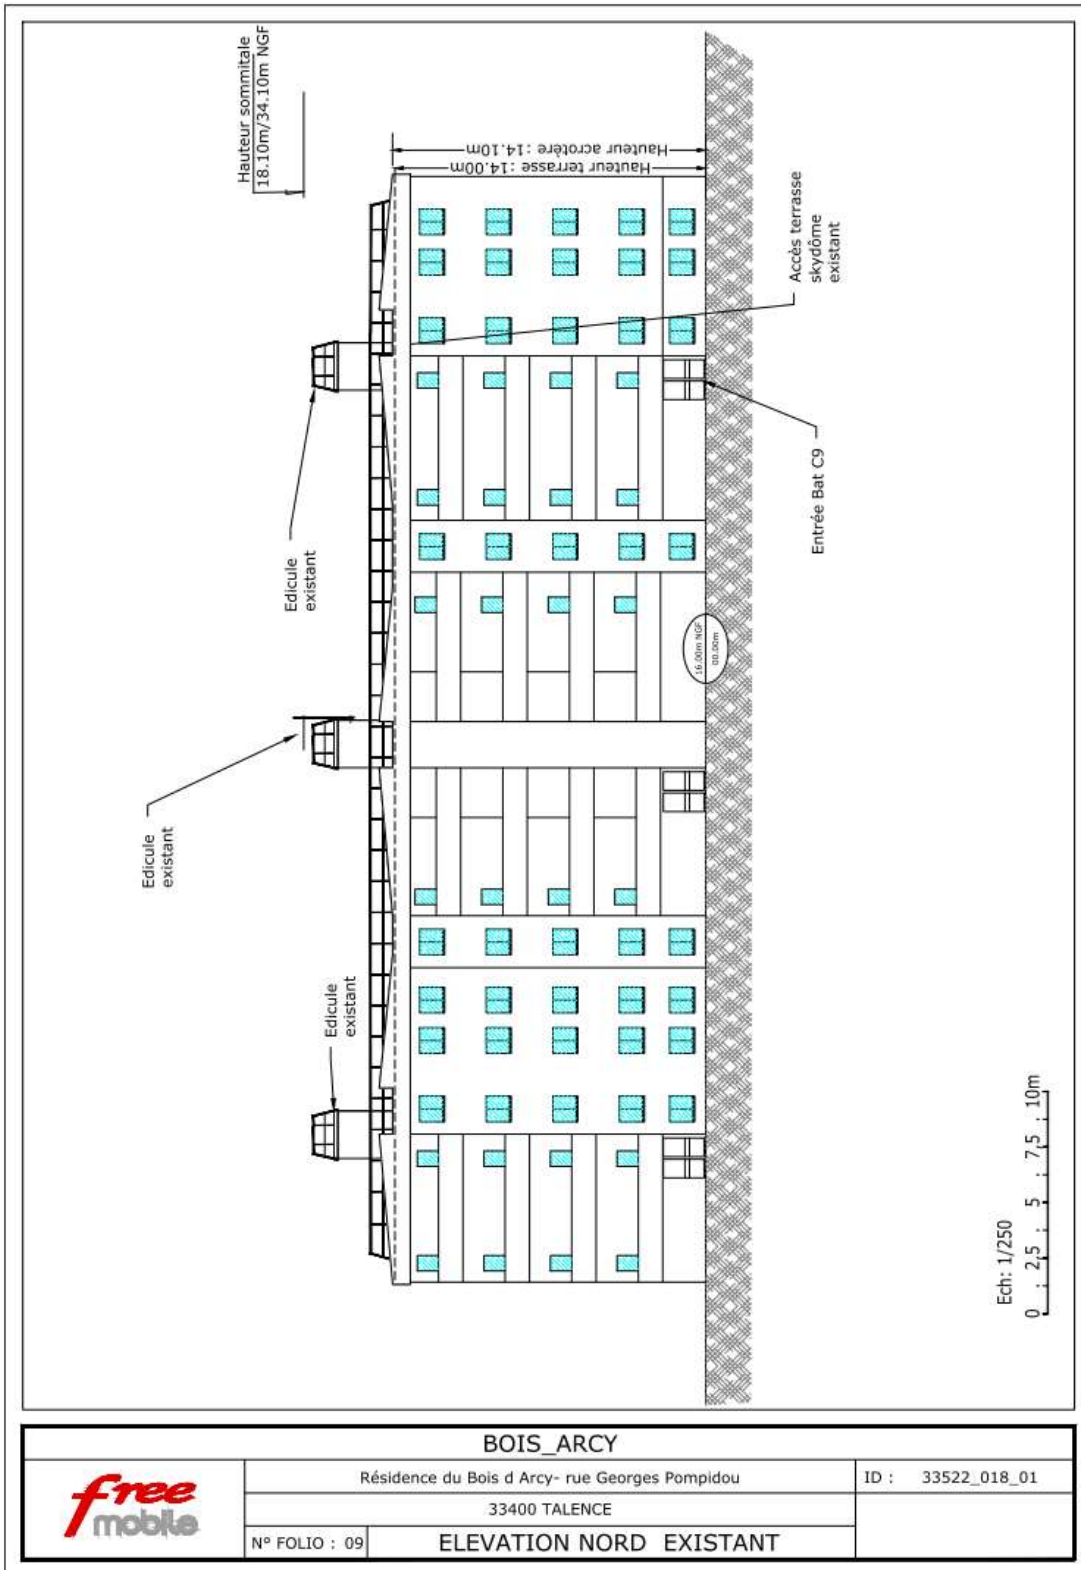 Hauteur sommitale
18.10m/34.10m NGF
Hauteur acrotère :14.10m
Hauteur terrasse :14.00m
Accès terrasse
skydôme
existant
Edicule
existant
Entrée Bat C9
16.00m NGF
00.00m
Edicule
existant
Edicule
existant
Ech: 1/250
0 : 2,5 : 5 : 7,5 : 10m
BOIS_ARCY
free
mobile
Résidence du Bois d Arcy- rue Georges Pompidou
ID : 33522_018_01
33400 TALENCE
N° FOLIO : 09
ELEVATION NORD EXISTANT